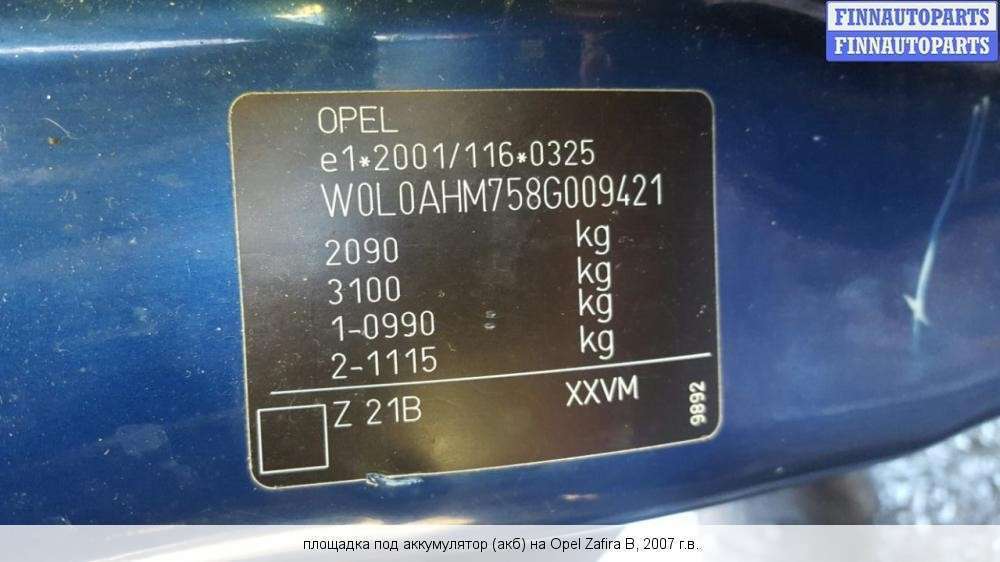 FINNAUTOPARTS
FINNAUTOPARTS
OPEL
e1*2001/116*0325
W0L0AHM758G009421
2090 kg
3100 kg
1-0990 kg
2-1115 kg
Z 21B XXVM
9892
площадка под аккумулятор (акб) на Opel Zafira B, 2007 г.в.